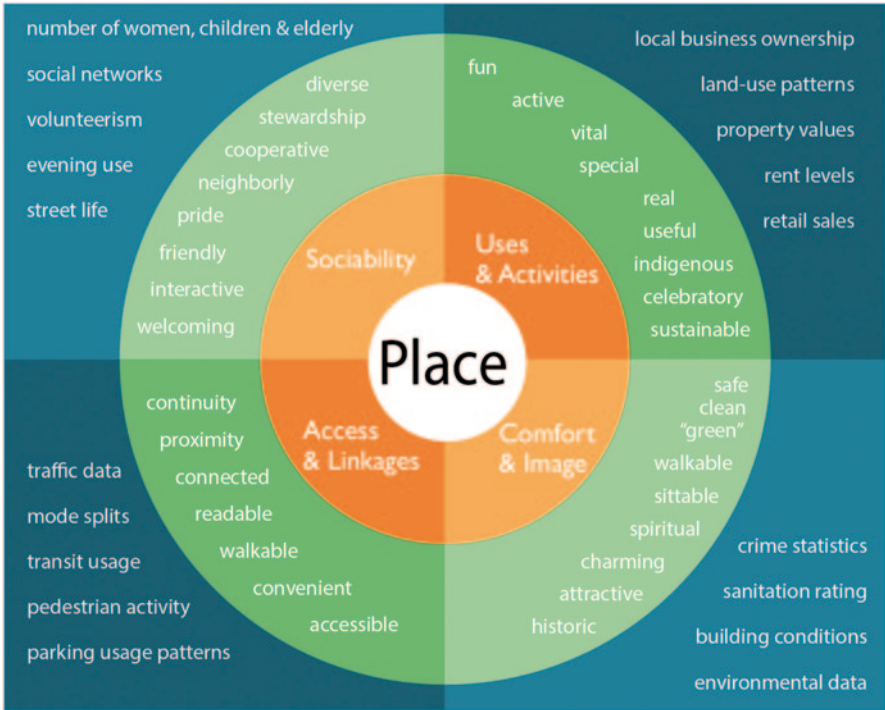 number of women, children & elderly
social networks
volunteerism
evening use
street life
diverse
stewardship
cooperative
neighborly
pride
friendly
interactive
welcoming
Sociability
fun
active
vital
special
real
useful
indigenous
celebratory
sustainable
Uses
& Activities
local business ownership
land-use patterns
property values
rent levels
retail sales
Place
traffic data
mode splits
transit usage
pedestrian activity
parking usage patterns
continuity
proximity
connected
readable
walkable
convenient
accessible
Access
& Linkages
Comfort
& Image
safe
clean
“green”
walkable
sittable
spiritual
charming
attractive
historic
crime statistics
sanitation rating
building conditions
environmental data